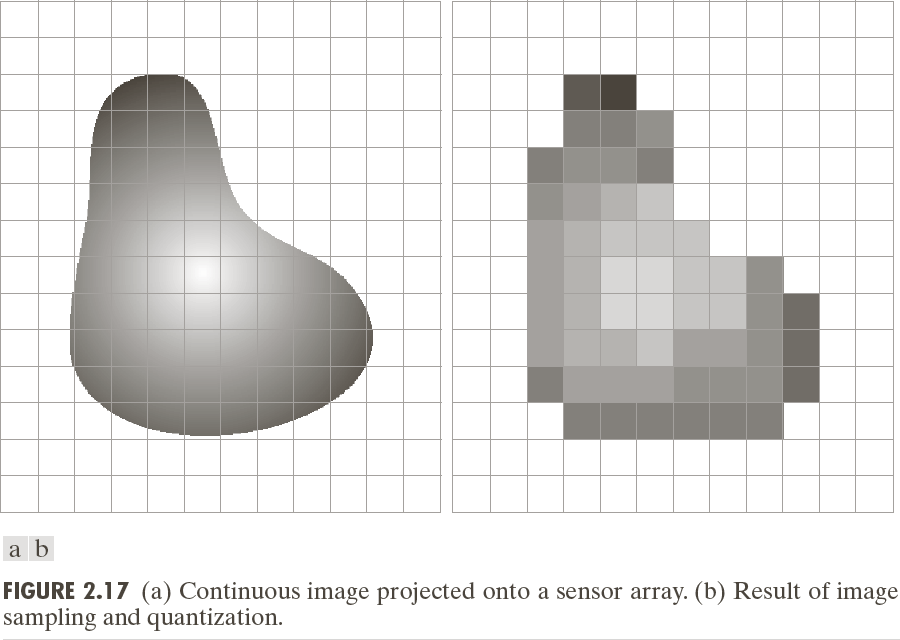 a b
FIGURE 2.17 (a) Continuous image projected onto a sensor array. (b) Result of image
sampling and quantization.